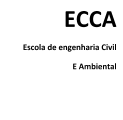 ECCA
Escola de engenharia Civil
E Ambiental